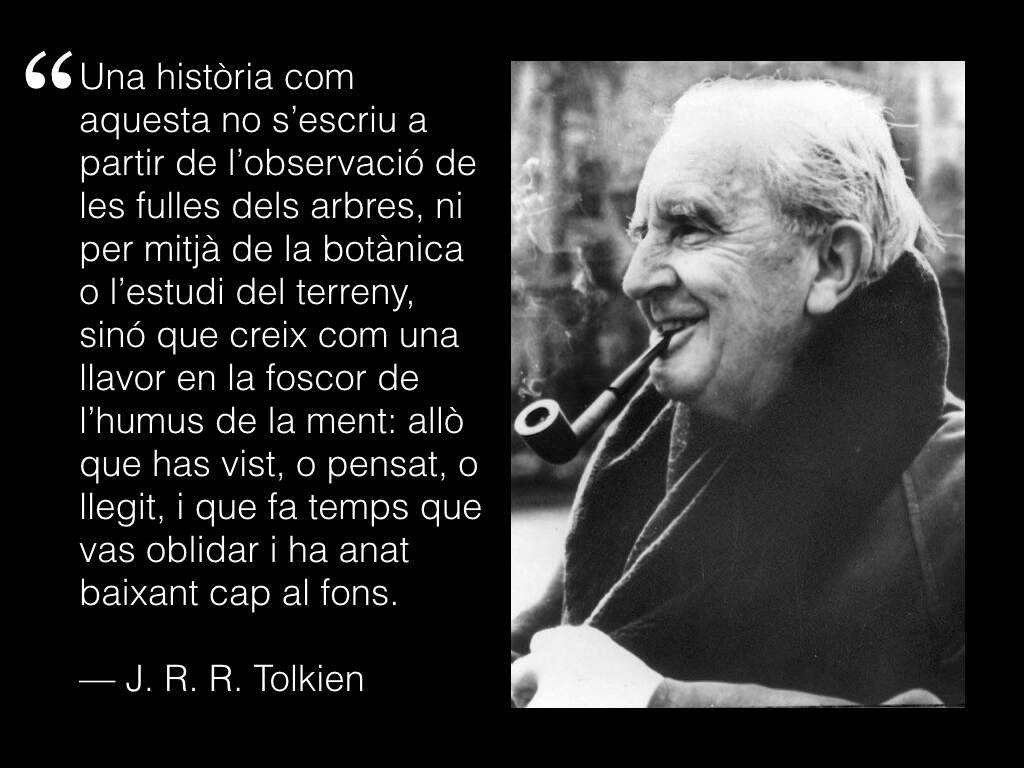 “Una història com
aquesta no s’escriu a
partir de l’observació de
les fulles dels arbres, ni
per mitjà de la botànica
o l’estudi del terreny,
sinó que creix com una
llavor en la foscor de
l’humus de la ment: allò
que has vist, o pensat, o
llegit, i que fa temps que
vas oblidar i ha anat
baixant cap al fons.
— J. R. R. Tolkien